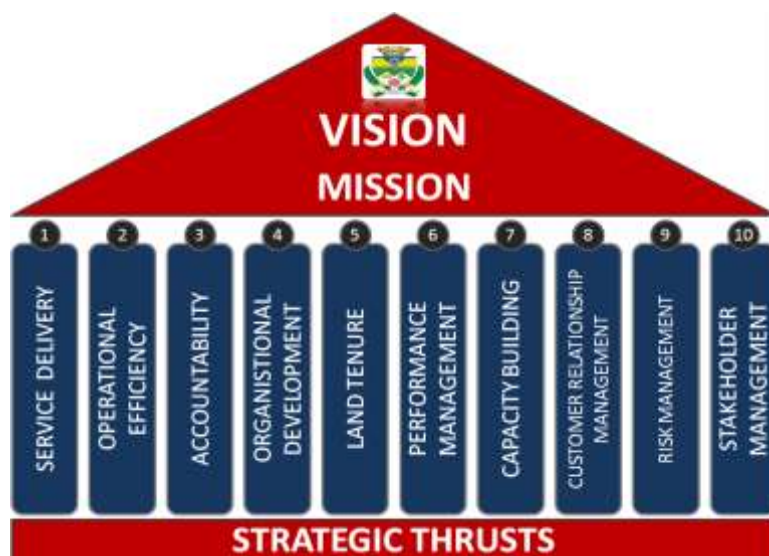 VISION
MISSION
1
SERVICE DELIVERY
2
OPERATIONAL
EFFICIENCY
3
ACCOUNTABILITY
4
ORGANISTIONAL
DEVELOPMENT
5
LAND TENURE
6
PERFORMANCE
MANAGEMENT
7
CAPACITY BUILDING
8
CUSTOMER RELATIONSHIP
MANAGEMENT
9
RISK MANAGEMENT
10
STAKEHOLDER
MANAGEMENT
STRATEGIC THRUSTS